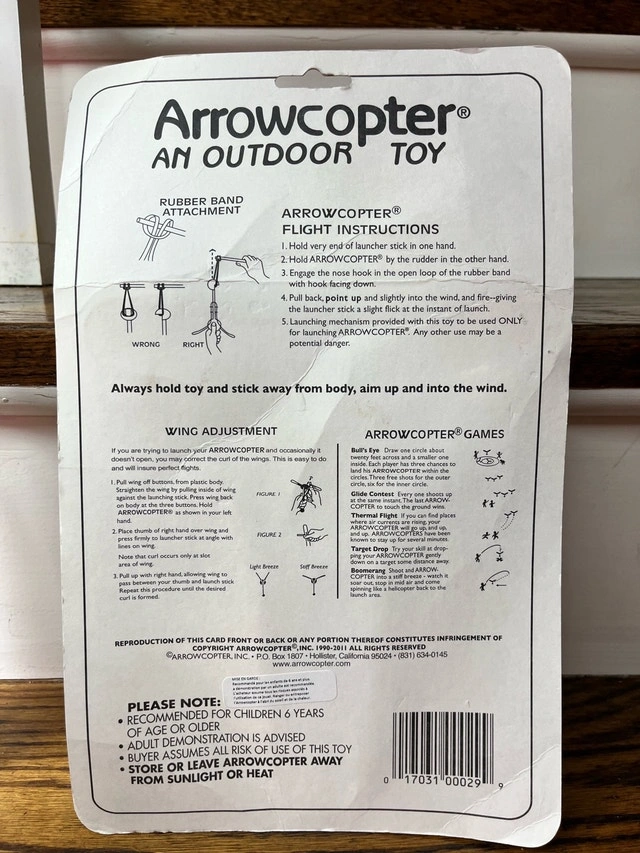 Arrowcopter®
AN OUTDOOR TOY
RUBBER BAND
ATTACHMENT
WRONG RIGHT
ARROWCOPTER®
FLIGHT INSTRUCTIONS
1. Hold very end of launcher stick in one hand.
2. Hold ARROWCOPTER® by the rudder in the other hand.
3. Engage the nose hook in the open loop of the rubber band
with hook facing down.
4. Pull back, point up and slightly into the wind, and fire--giving
the launcher stick a slight flick at the instant of launch.
5. Launching mechanism provided with this toy to be used ONLY
for launching ARROWCOPTER®. Any other use may be a
potential danger.
Always hold toy and stick away from body, aim up and into the wind.
WING ADJUSTMENT
If you are trying to launch your ARROWCOPTER and occasionally it
doesn't open, you may correct the curl of the wings. This is easy to do
and will insure perfect flights.
1. Pull wing off buttons, from plastic body.
Straighten the wing by pulling inside of wing
against the launching stick. Press wing back
on body at the three buttons. Hold
ARROWCOPTER® as shown in your left
hand.
FIGURE 1
2. Place thumb of right hand over wing and
press firmly to launcher stick at angle with
lines on wing.
FIGURE 2
Note that curl occurs only at slot
area of wing.
3. Pull up with right hand, allowing wing to
pass between your thumb and launch stick
Repeat this procedure until the desired
curl is formed.
Light Breeze Stiff Breeze
ARROWCOPTER® GAMES
Bull's Eye Draw one circle about
twenty feet across and a smaller one
inside. Each player has three chances to
land his ARROWCOPTER within the
circles. Three free shots for the outer
circle, six for the inner circle.
Glide Contest Every one shoots up
at the same instant. The last ARROW-
COPTER to touch the ground wins.
Thermal Flight If you can find places
where air currents are rising, your
ARROWCOPTER will go up, and up,
and up. ARROWCOPTERS have been
known to stay up for several minutes.
Target Drop Try your skill at drop-
ping your ARROWCOPTER gently
down on a target some distance away.
Boomerang Shoot and ARROW-
COPTER into a stiff breeze - watch it
soar out, stop in mid air and come
spinning like a helicopter back to the
launch area.
REPRODUCTION OF THIS CARD FRONT OR BACK OR ANY PORTION THEREOF CONSTITUTES INFRINGEMENT OF
COPYRIGHT ARROWCOPTER®, INC. 1990-2011 ALL RIGHTS RESERVED
©ARROWCOPTER, INC. • P.O. Box 1807 • Hollister, California 95024 • (831) 634-0145
www.arrowcopter.com
MISE EN GARDE:
PLEASE NOTE:
• RECOMMENDED FOR CHILDREN 6 YEARS
OF AGE OR OLDER
• ADULT DEMONSTRATION IS ADVISED
• BUYER ASSUMES ALL RISK OF USE OF THIS TOY
• STORE OR LEAVE ARROWCOPTER AWAY
FROM SUNLIGHT OR HEAT
0 17031 00029 9